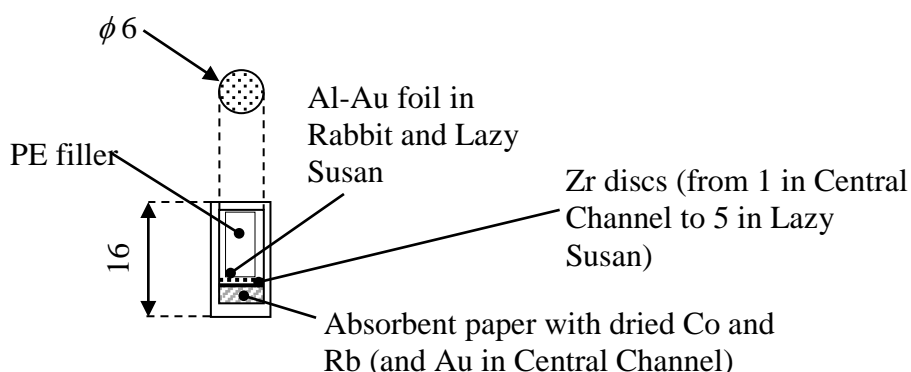 ϕ 6
Al-Au foil in
Rabbit and Lazy
Susan
PE filler
Zr discs (from 1 in Central
Channel to 5 in Lazy
Susan)
16
Absorbent paper with dried Co and
Rb (and Au in Central Channel)